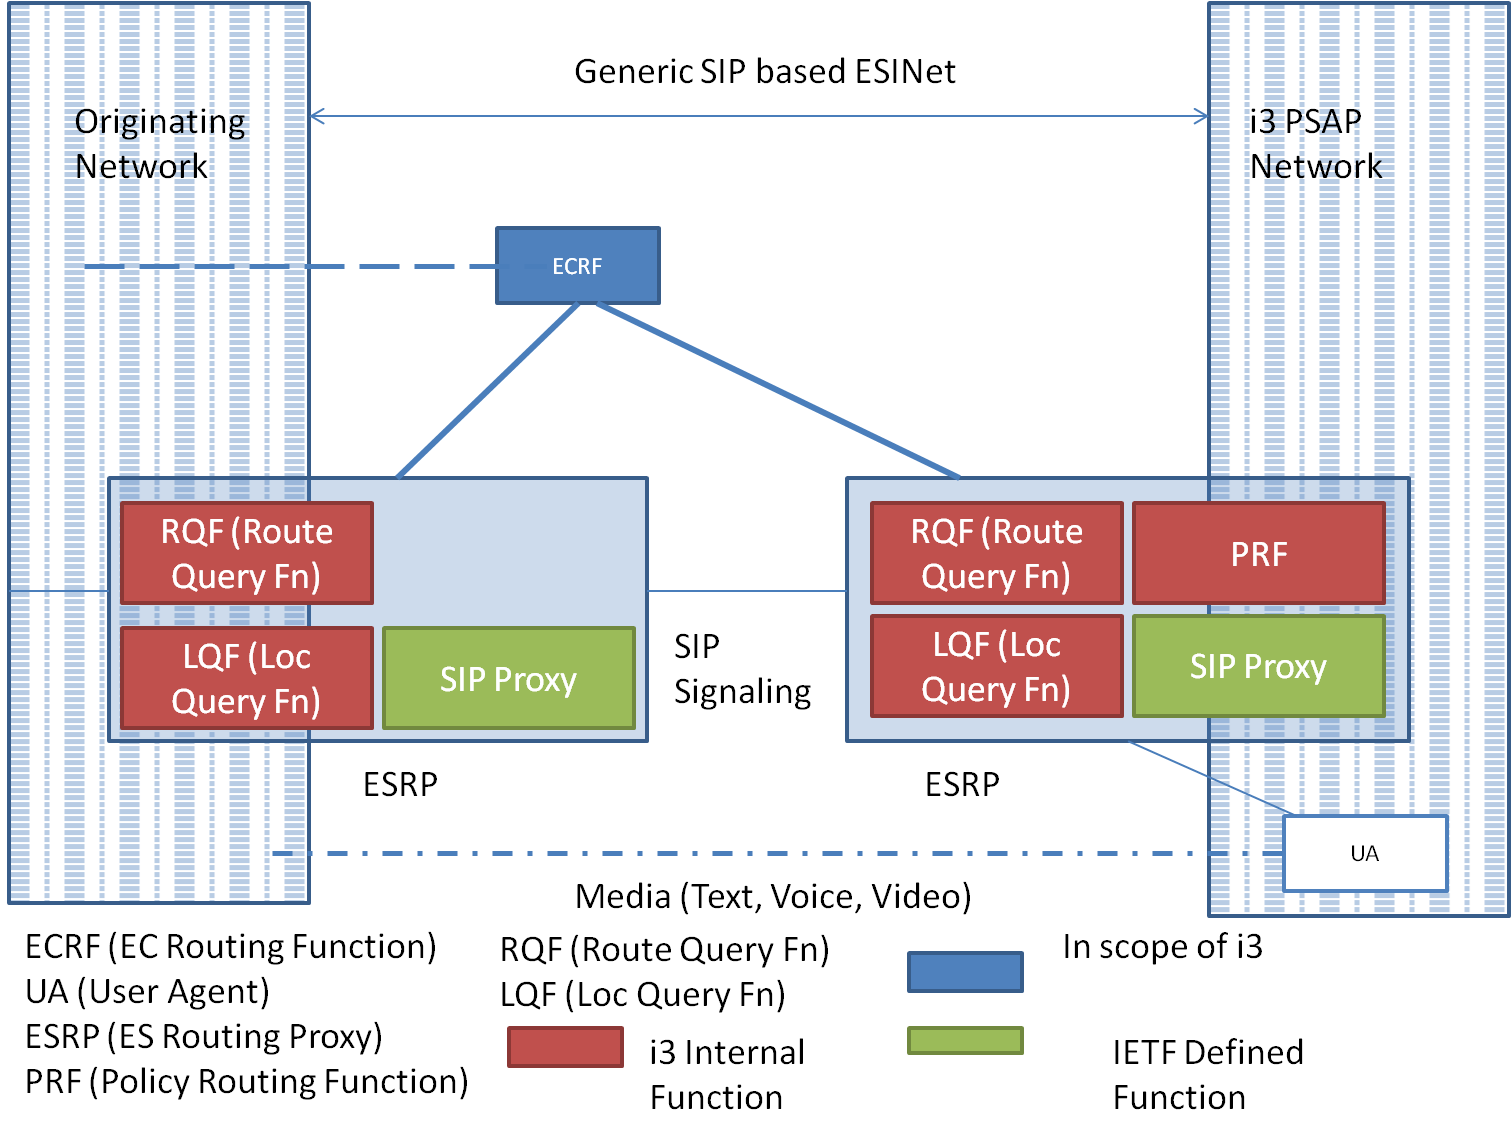 Generic SIP based ESINet
Originating
Network
i3 PSAP
Network
ECRF
RQF (Route
Query Fn)
LQF (Loc
Query Fn)
SIP Proxy
SIP
Signaling
RQF (Route
Query Fn)
PRF
LQF (Loc
Query Fn)
SIP Proxy
ESRP
ESRP
UA
Media (Text, Voice, Video)
ECRF (EC Routing Function)
UA (User Agent)
ESRP (ES Routing Proxy)
PRF (Policy Routing Function)
RQF (Route Query Fn)
LQF (Loc Query Fn)
i3 Internal
Function
In scope of i3
IETF Defined
Function